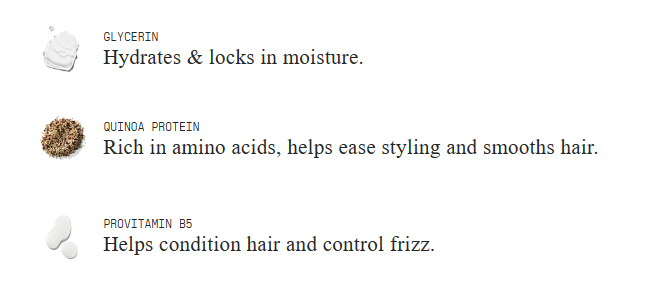 GLYCERIN
Hydrates & locks in moisture.
QUINOA PROTEIN
Rich in amino acids, helps ease styling and smooths hair.
PROVITAMIN B5
Helps condition hair and control frizz.